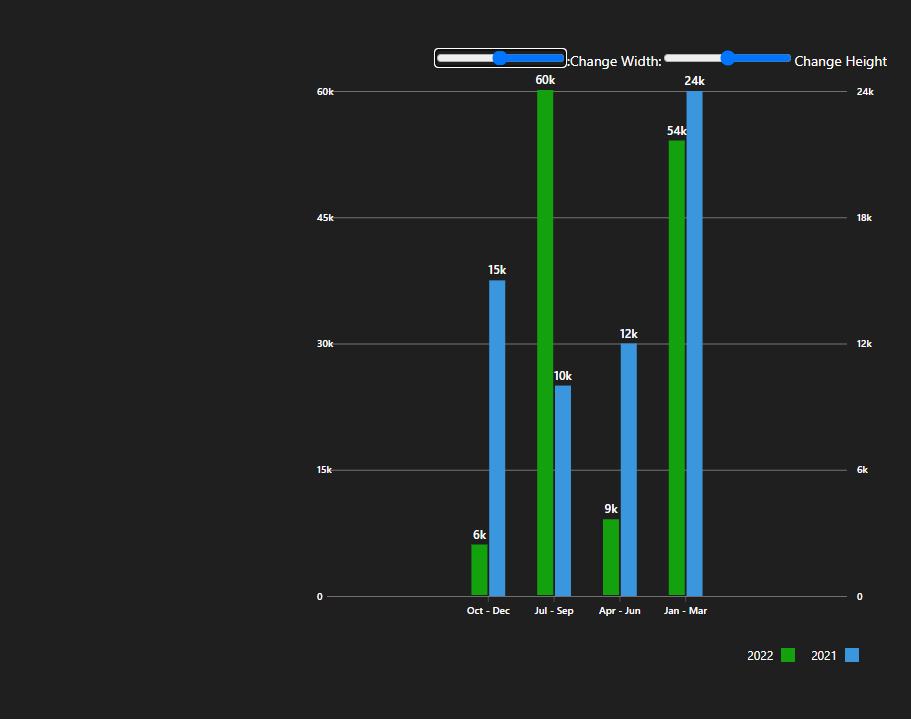 :Change Width: Change Height
60k 24k
60k 24k
54k
45k 18k
15k
30k 12k
12k
10k
15k 6k
9k
6k
0 0
Oct - Dec Jul - Sep Apr - Jun Jan - Mar
2022 2021